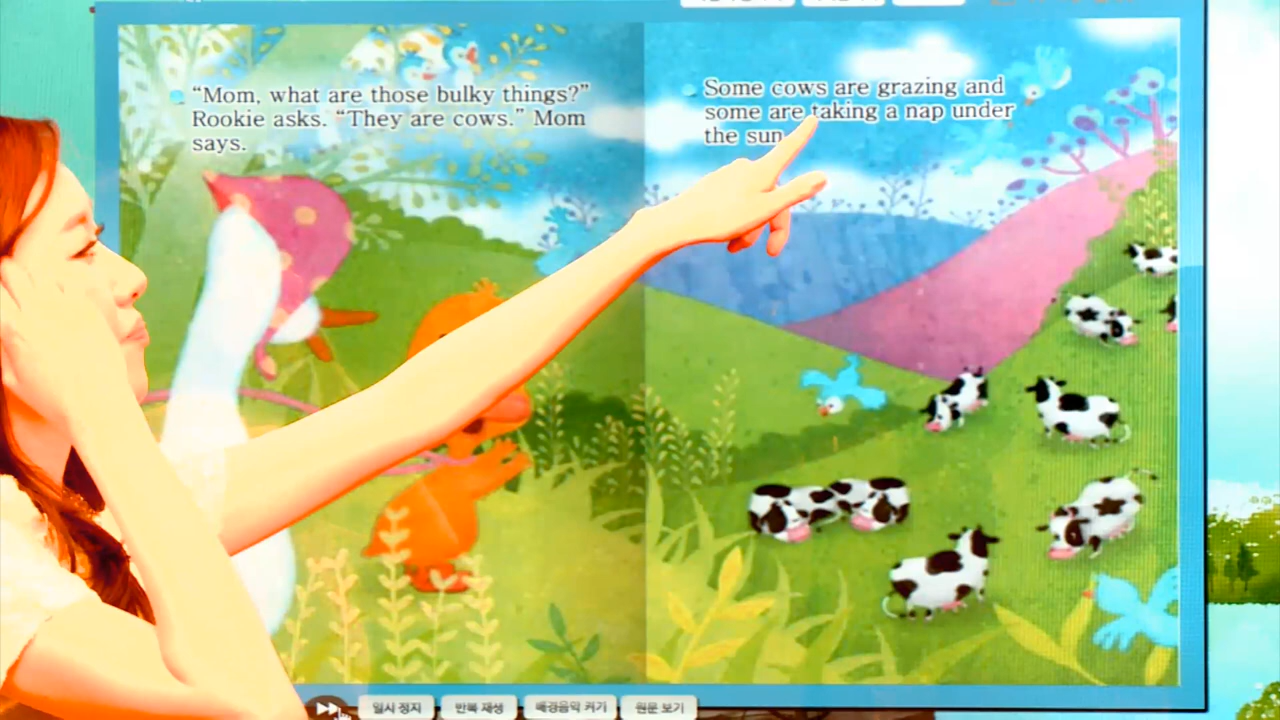 “Mom, what are those bulky things?”
Rookie asks. “They are cows.” Mom
says.
Some cows are grazing and
some are taking a nap under
the sun
일시 정지
반복 재생
배경음악 켜기
원문 보기